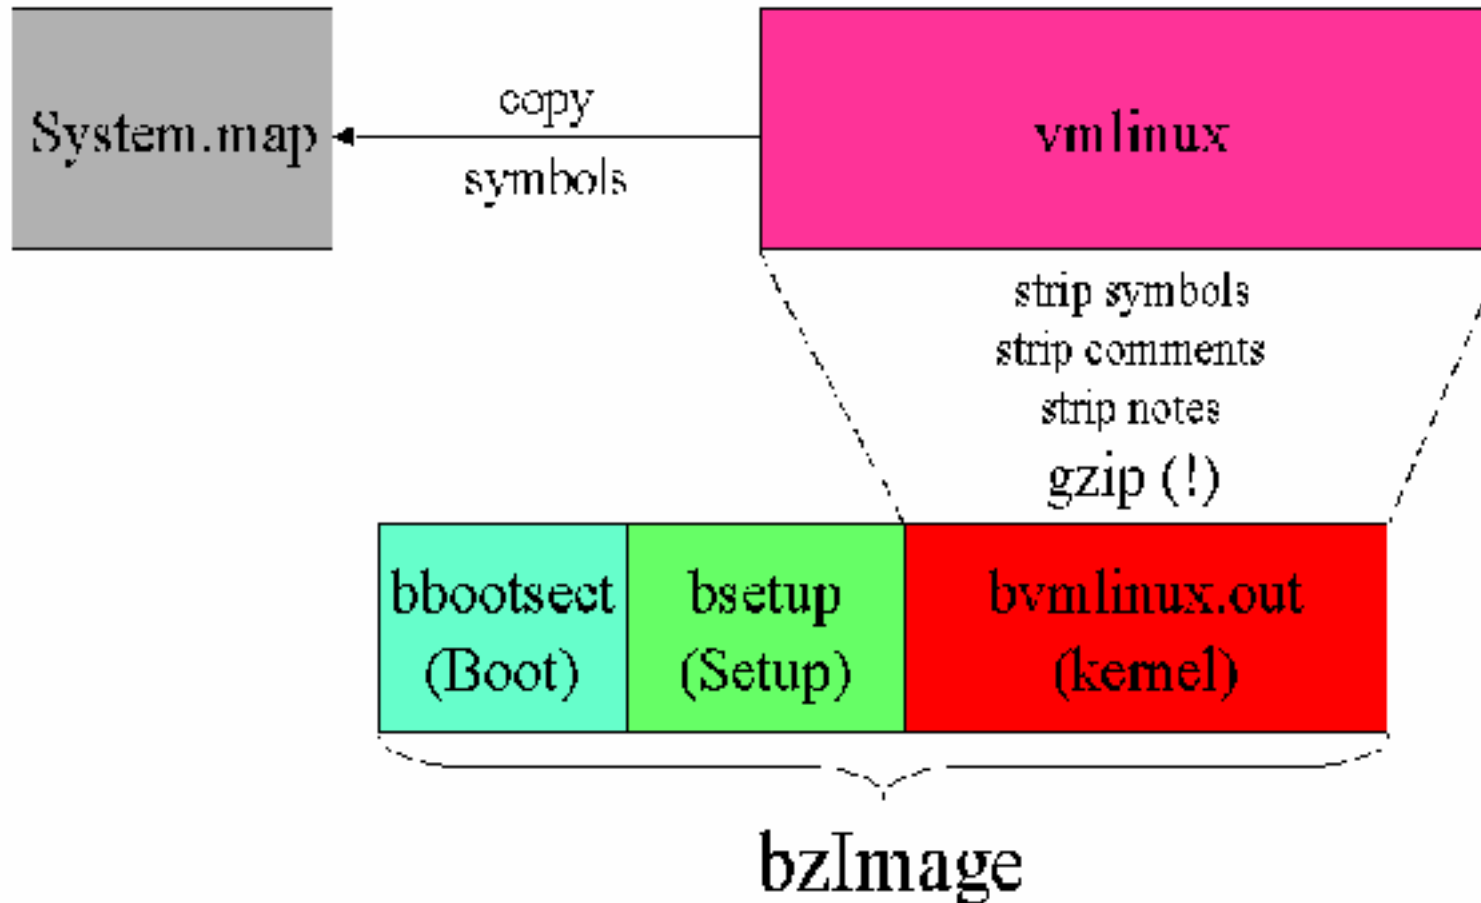 System.map
copy
symbols
vmlinux
strip symbols
strip comments
strip notes
gzip (!)
bbootsect
(Boot)
bsetup
(Setup)
bvmlinux.out
(kernel)
bzImage